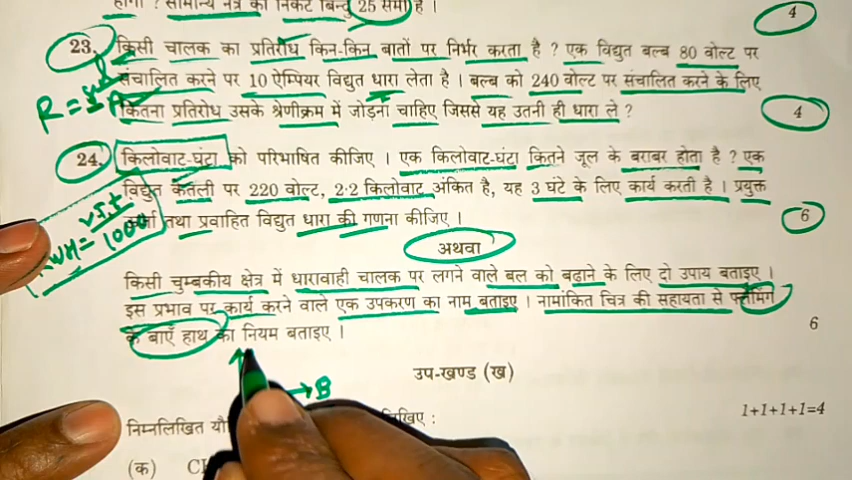 होगी ? सामान्य नेत्र का निकट बिन्दु 25 सेमी है ।
4
23. किसी चालक का प्रतिरोध किन-किन बातों पर निर्भर करता है ? एक विद्युत बल्ब 80 वोल्ट पर
संचालित करने पर 10 ऐम्पियर विद्युत धारा लेता है । बल्ब को 240 वोल्ट पर संचालित करने के लिए
R =
कितना प्रतिरोध उसके श्रेणीक्रम में जोड़ना चाहिए जिससे यह उतनी ही धारा ले ?
4
24. किलोवाट-घंटा को परिभाषित कीजिए । एक किलोवाट-घंटा कितने जूल के बराबर होता है ? एक
विद्युत केतली पर 220 वोल्ट, 2·2 किलोवाट अंकित है, यह 3 घंटे के लिए कार्य करती है । प्रयुक्त
तथा प्रवाहित विद्युत धारा की गणना कीजिए ।
6
WH = V.I.t / 1000
अथवा
किसी चुम्बकीय क्षेत्र में धारावाही चालक पर लगने वाले बल को बढ़ाने के लिए दो उपाय बताइए ।
इस प्रभाव पर कार्य करने वाले एक उपकरण का नाम बताइए । नामांकित चित्र की सहायता से फ्लेमिंग
के बाएँ हाथ का नियम बताइए ।
6
उप-खण्ड (ख)
B
निम्नलिखित :
1+1+1+1=4
(क)